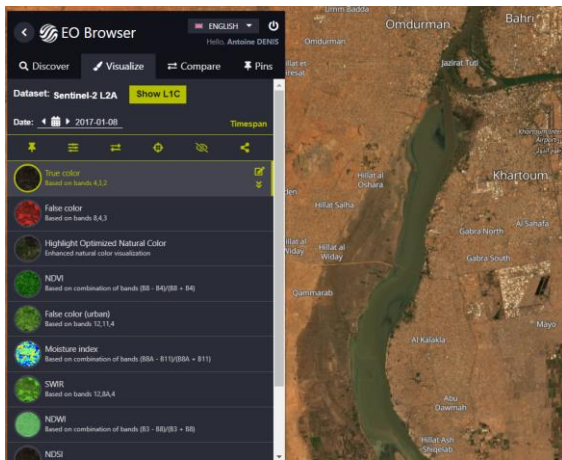 EO Browser
ENGLISH
Hello, Antoine DENIS
Discover
Visualize
Compare
Pins
Dataset: Sentinel-2 L2A
Show L1C
Date: 2017-01-08
Timespan
True color
Based on bands 4,3,2
False color
Based on bands 8,4,3
Highlight Optimized Natural Color
Enhanced natural color visualization
NDVI
Based on combination of bands (B8 - B4)/(B8 + B4)
False color (urban)
Based on bands 12,11,4
Moisture index
Based on combination of bands (B8A - B11)/(B8A + B11)
SWIR
Based on bands 12,8A,4
NDWI
Based on combination of bands (B3 - B8)/(B3 + B8)
NDSI
Umm Badda
Omdurman
Bahri
Omdurman
Jazirat Tuti
Khartoum
Airport
Hillat al
Oshara
Khartoum
Hillat Salha
Al Sahafa
Gabra North
Hillat al
Widay
Gabra South
Qammarab
Mayo
Al Kalakla
Abu
Dawmah
Hillat Ash
Shiqeiab